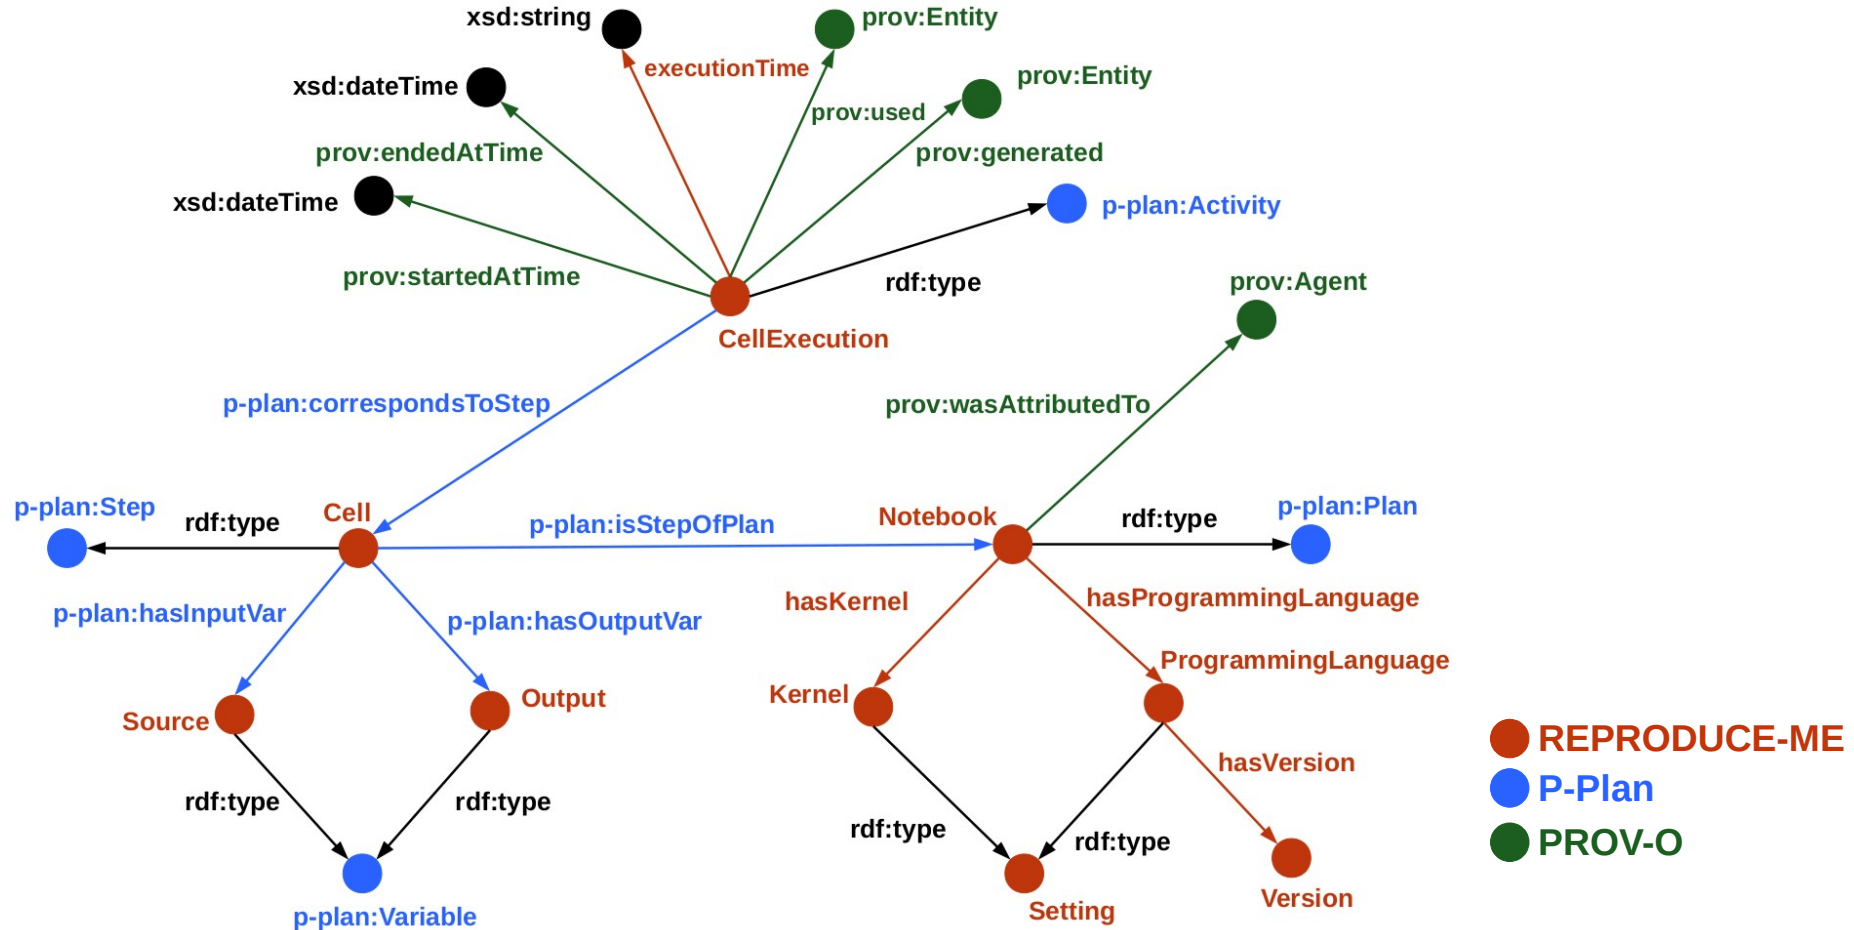 xsd:string
prov:Entity
executionTime
prov:Entity
xsd:dateTime
prov:used
prov:endedAtTime
prov:generated
xsd:dateTime
p-plan:Activity
prov:startedAtTime
rdf:type
prov:Agent
CellExecution
p-plan:correspondsToStep
prov:wasAttributedTo
p-plan:Step
rdf:type
Cell
p-plan:isStepOfPlan
Notebook
rdf:type
p-plan:Plan
p-plan:hasInputVar
p-plan:hasOutputVar
hasKernel
hasProgrammingLanguage
ProgrammingLanguage
Source
Output
Kernel
hasVersion
rdf:type
rdf:type
rdf:type
rdf:type
p-plan:Variable
Setting
Version
REPRODUCE-ME
P-Plan
PROV-O